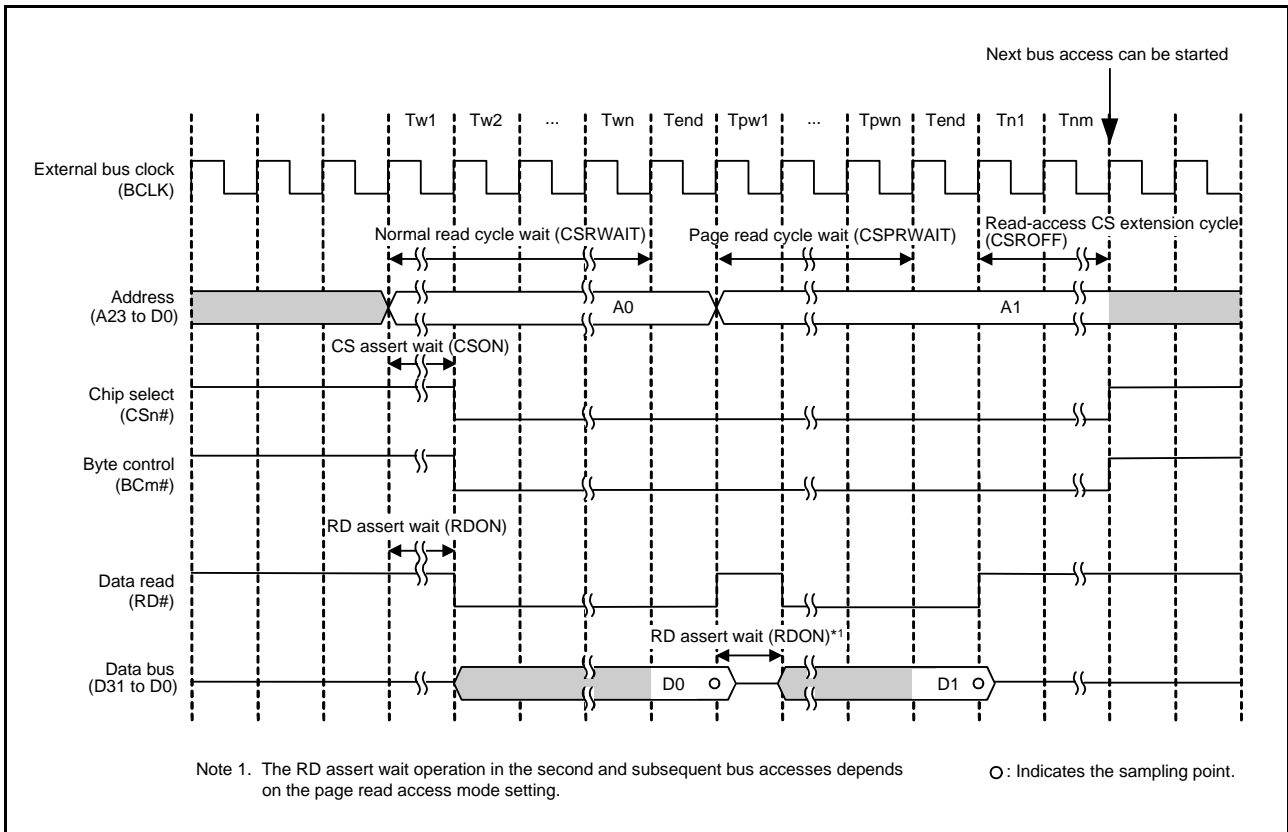 Next bus access can be started
Tw1 Tw2 ... Twn Tend Tpw1 ... Tpwn Tend Tn1 Tnm
External bus clock
(BCLK)
Normal read cycle wait (CSRWAIT)
Page read cycle wait (CSPRWAIT)
Read-access CS extension cycle
(CSROFF)
Address
(A23 to D0)
A0
A1
CS assert wait (CSON)
Chip select
(CSn#)
Byte control
(BCm#)
RD assert wait (RDON)
Data read
(RD#)
RD assert wait (RDON)*1
Data bus
(D31 to D0)
D0
D1
Note 1. The RD assert wait operation in the second and subsequent bus accesses depends
on the page read access mode setting.
: Indicates the sampling point.